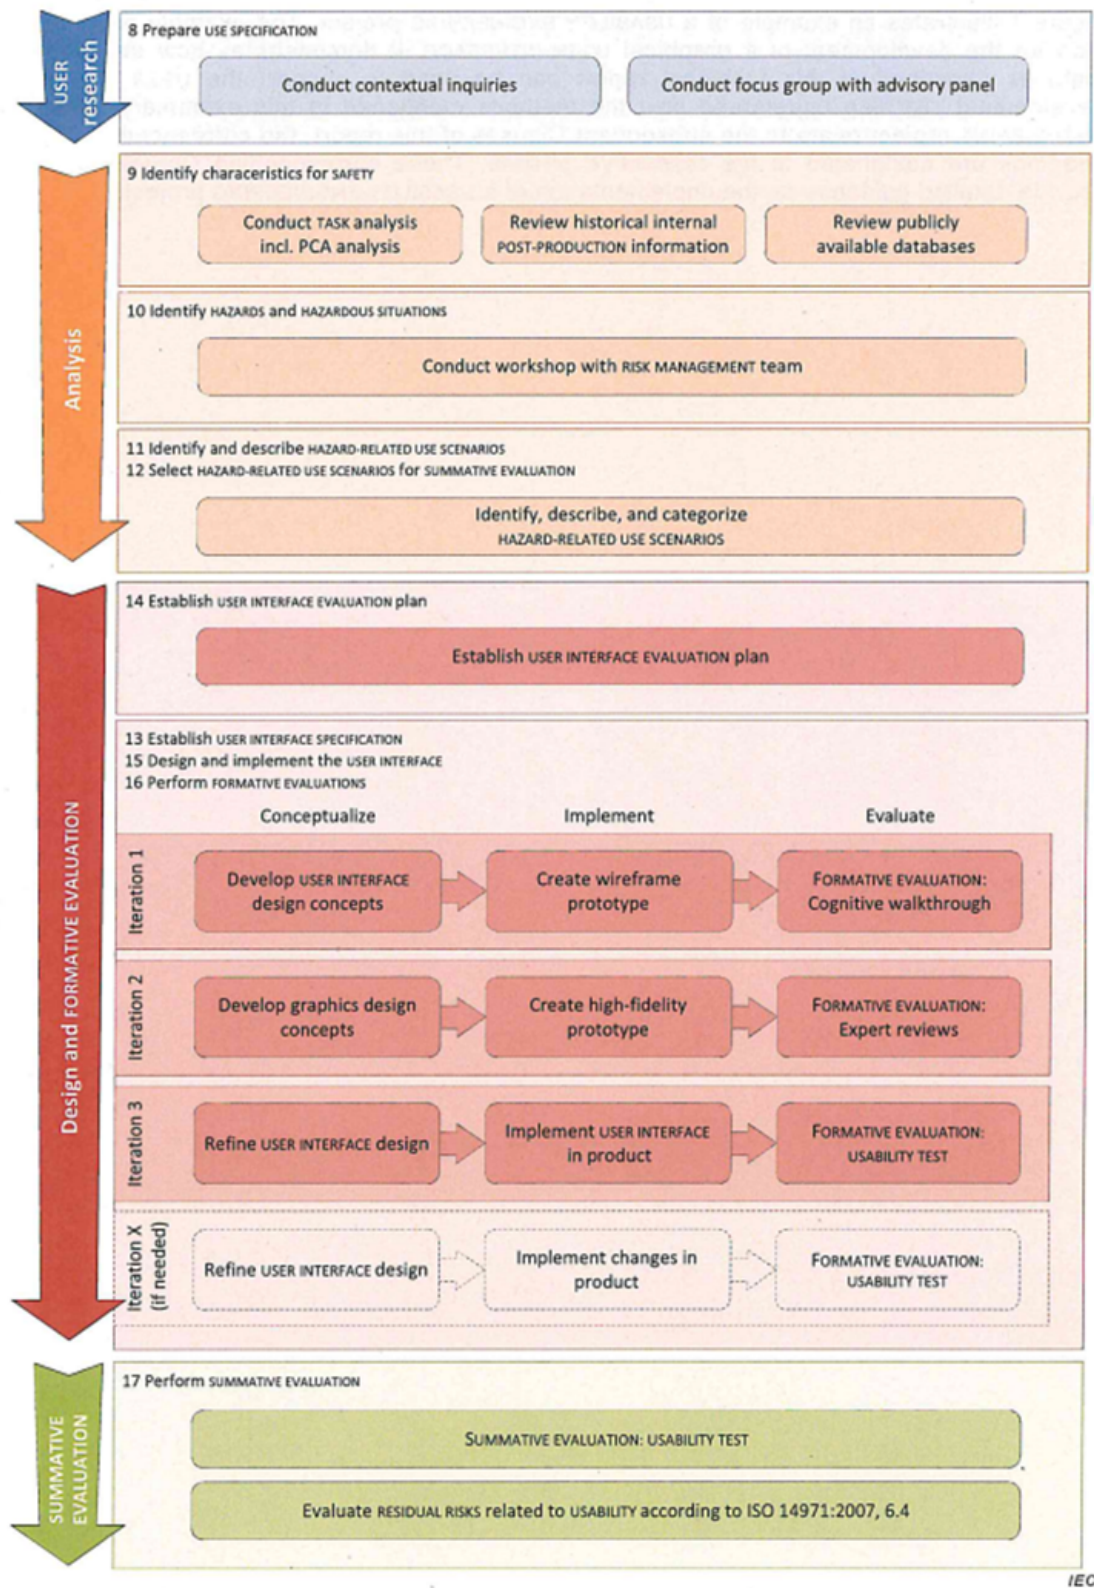 USER
research
8 Prepare USE SPECIFICATION
Conduct contextual inquiries
Conduct focus group with advisory panel
Analysis
9 Identify characeristics for SAFETY
Conduct TASK analysis
incl. PCA analysis
Review historical internal
POST-PRODUCTION information
Review publicly
available databases
10 Identify HAZARDS and HAZARDOUS SITUATIONS
Conduct workshop with RISK MANAGEMENT team
11 Identify and describe HAZARD-RELATED USE SCENARIOS
12 Select HAZARD-RELATED USE SCENARIOS for SUMMATIVE EVALUATION
Identify, describe, and categorize
HAZARD-RELATED USE SCENARIOS
Design and FORMATIVE EVALUATION
14 Establish USER INTERFACE EVALUATION plan
Establish USER INTERFACE EVALUATION plan
13 Establish USER INTERFACE SPECIFICATION
15 Design and implement the USER INTERFACE
16 Perform FORMATIVE EVALUATIONS
Conceptualize
Implement
Evaluate
Iteration 1
Develop USER INTERFACE
design concepts
Create wireframe
prototype
FORMATIVE EVALUATION:
Cognitive walkthrough
Iteration 2
Develop graphics design
concepts
Create high-fidelity
prototype
FORMATIVE EVALUATION:
Expert reviews
Iteration 3
Refine USER INTERFACE design
Implement USER INTERFACE
in product
FORMATIVE EVALUATION:
USABILITY TEST
Iteration X
(if needed)
Refine USER INTERFACE design
Implement changes in
product
FORMATIVE EVALUATION:
USABILITY TEST
SUMMATIVE
EVALUATION
17 Perform SUMMATIVE EVALUATION
SUMMATIVE EVALUATION: USABILITY TEST
Evaluate RESIDUAL RISKS related to USABILITY according to ISO 14971:2007, 6.4
IEC